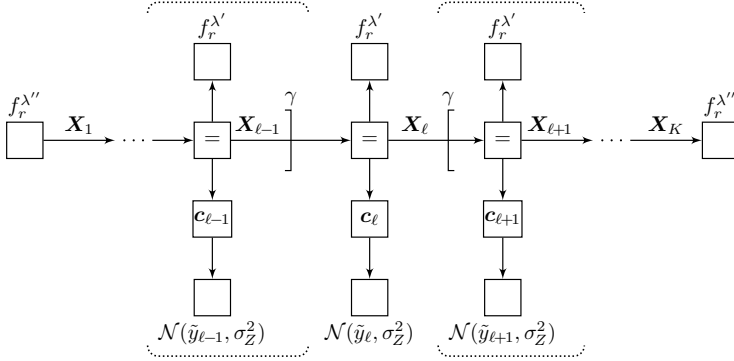 f_r^{λ'} f_r^{λ'} f_r^{λ'}
f_r^{λ''} X_1 ··· = X_{ℓ−1} γ = X_ℓ γ = X_{ℓ+1} ··· X_K f_r^{λ''}
c_{ℓ−1} c_ℓ c_{ℓ+1}
𝒩(ỹ_{ℓ−1}, σ_Z^2) 𝒩(ỹ_ℓ, σ_Z^2) 𝒩(ỹ_{ℓ+1}, σ_Z^2)